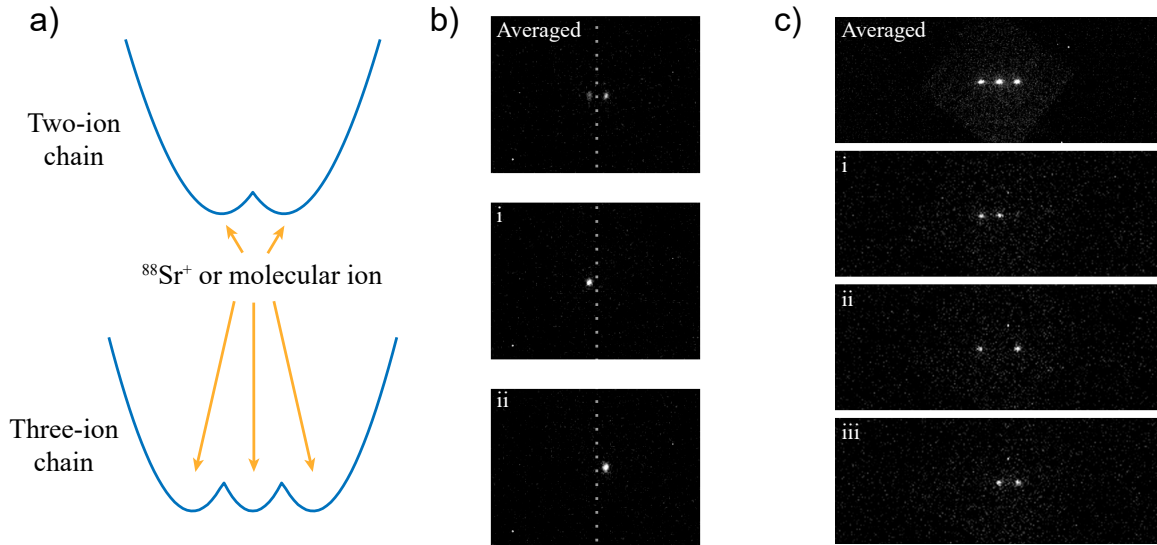 a)
Two-ion
chain
⁸⁸Sr⁺ or molecular ion
Three-ion
chain
b)
Averaged
i
ii
c)
Averaged
i
ii
iii